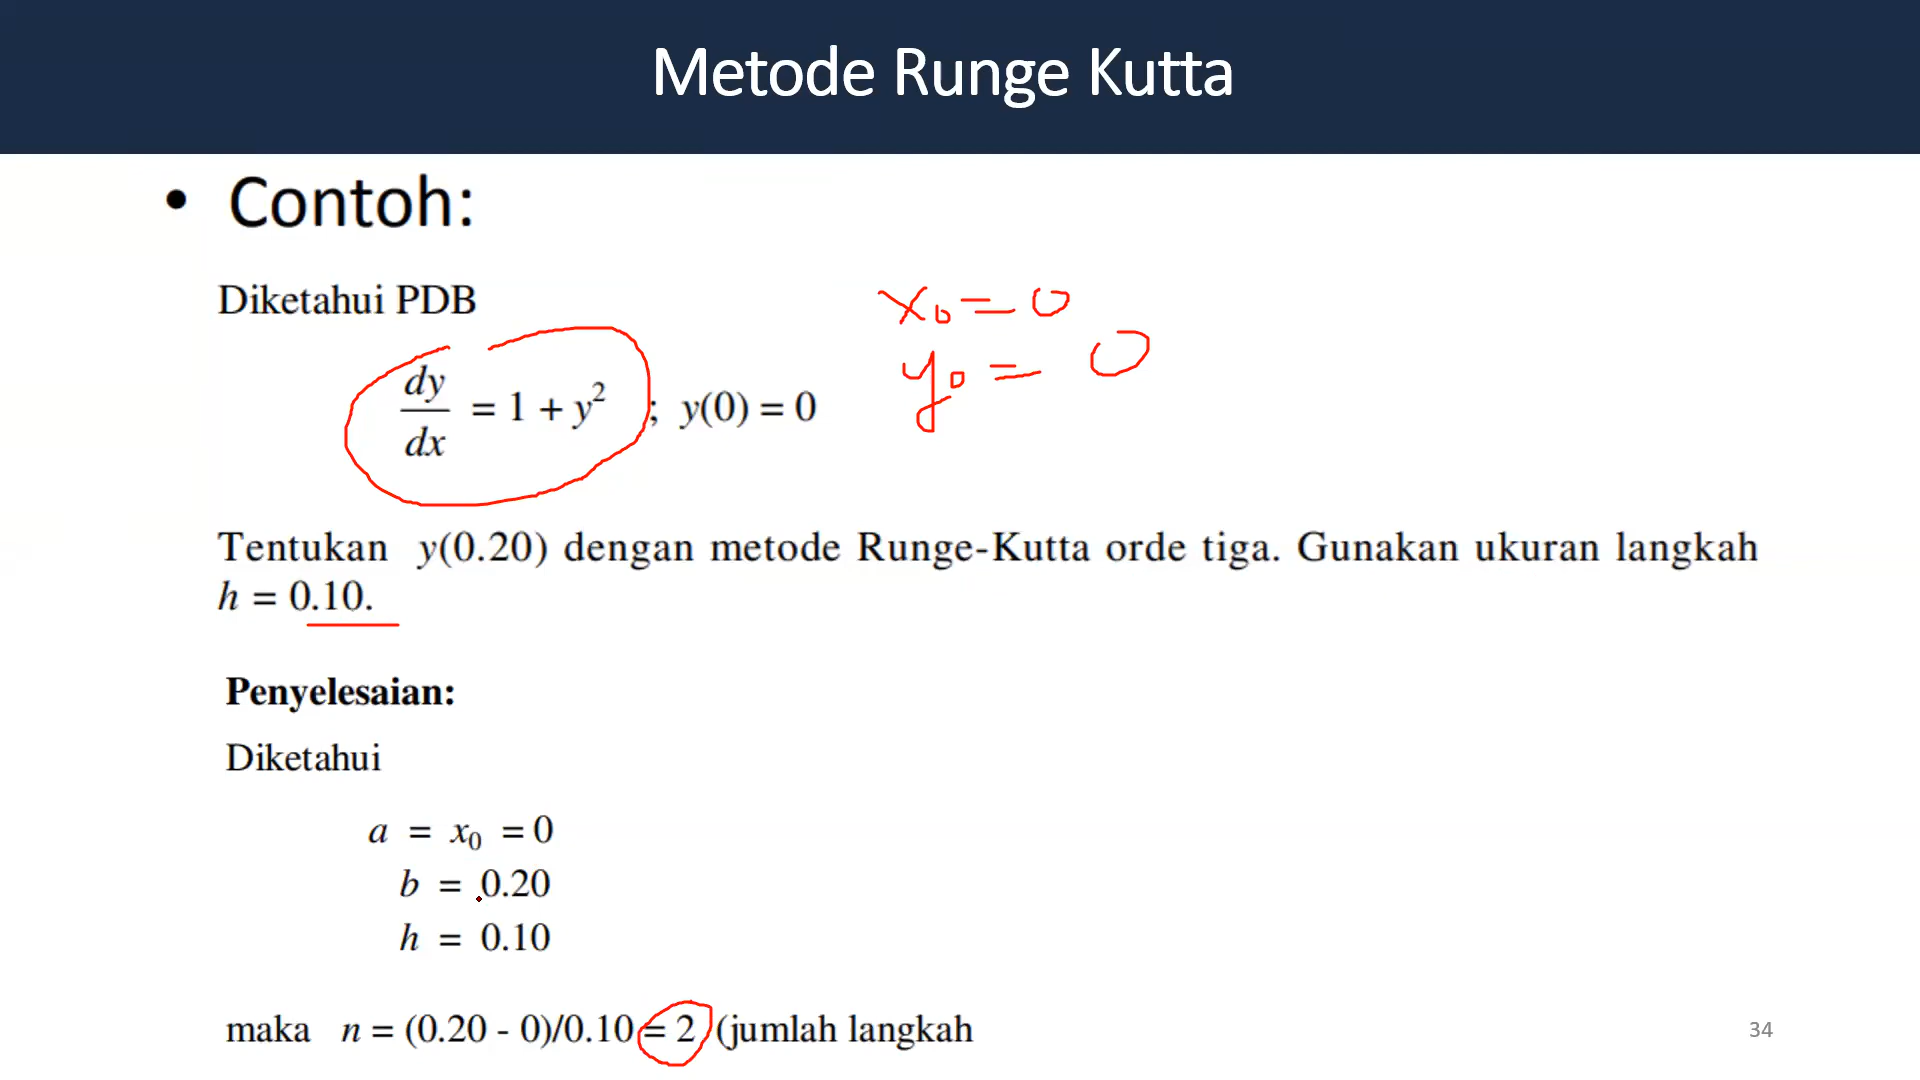 Metode Runge Kutta
• Contoh:
Diketahui PDB
x₀ = 0
y₀ = 0
dy/dx = 1 + y² ; y(0) = 0
Tentukan y(0.20) dengan metode Runge-Kutta orde tiga. Gunakan ukuran langkah
h = 0.10.
Penyelesaian:
Diketahui
a = x₀ = 0
b = 0.20
h = 0.10
maka n = (0.20 - 0)/0.10 = 2 (jumlah langkah
34